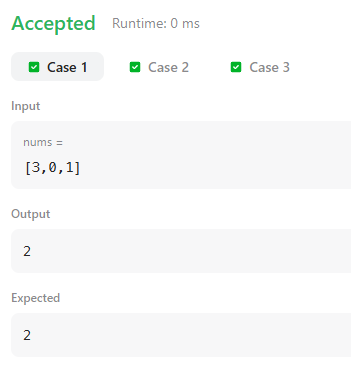 Accepted Runtime: 0 ms
Case 1 Case 2 Case 3
Input
nums =
[3,0,1]
Output
2
Expected
2